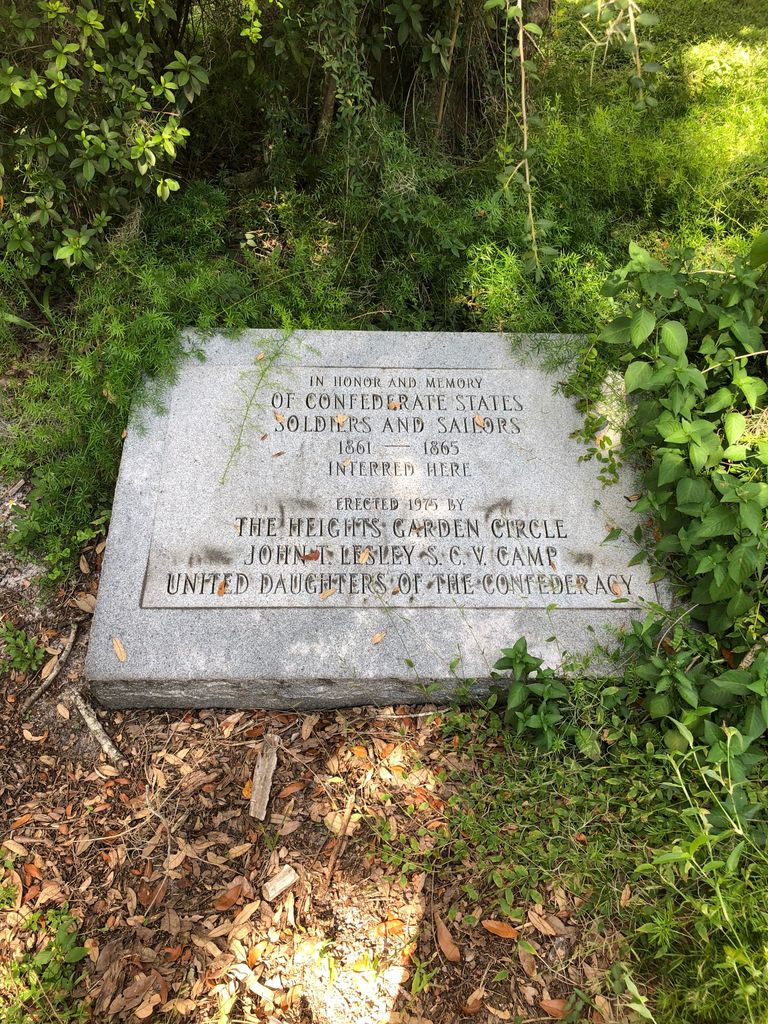 IN HONOR AND MEMORY
OF CONFEDERATE STATES
SOLDIERS AND SAILORS
1861 — 1865
INTERRED HERE
ERECTED 1975 BY
THE HEIGHTS GARDEN CIRCLE
JOHN T. LESLEY S. C. V. CAMP
UNITED DAUGHTERS OF THE CONFEDERACY